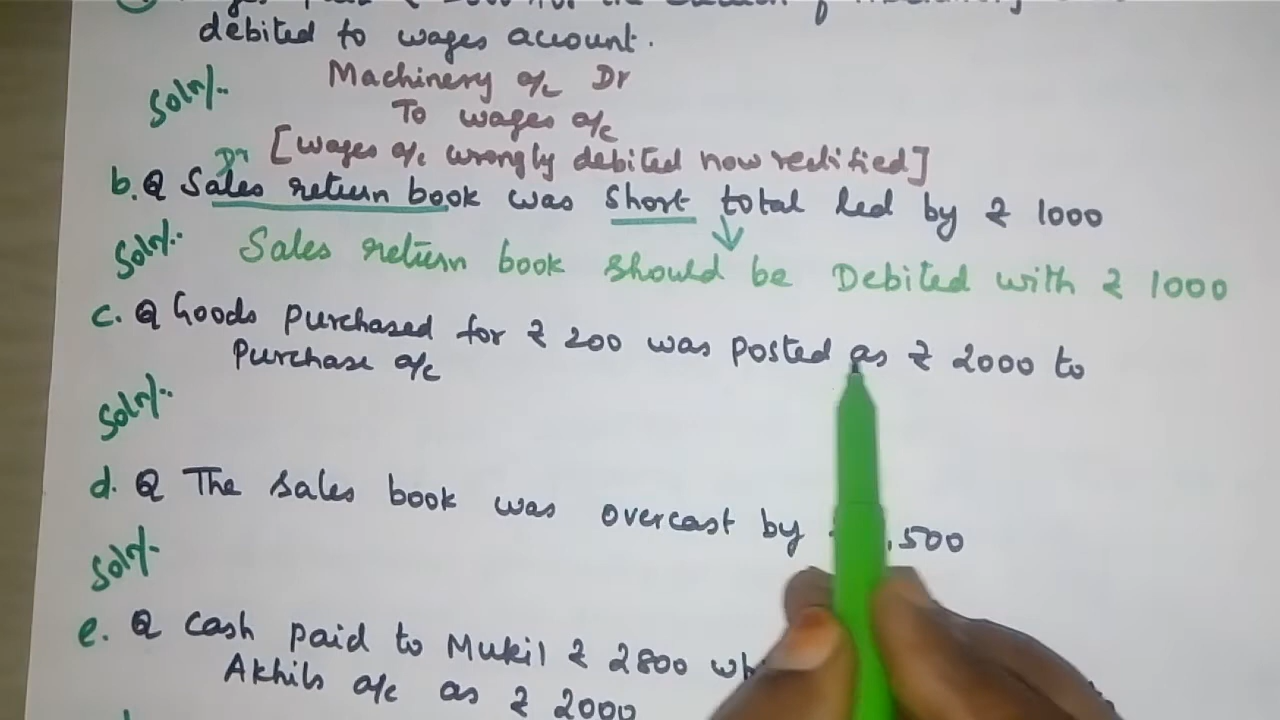 debited to wages account.
Soln/.. Machinery a/c Dr
To wages a/c
[wages a/c wrongly debited now rectified]
Dr
b. Q Sales return book was short total led by ₹ 1000
Soln/.. Sales return book should be Debited with ₹ 1000
c. Q Goods purchased for ₹ 200 was posted as ₹ 2000 to
Purchase a/c
Soln/..
d. Q The sales book was overcast by 500
Soln/.
e. Q Cash paid to Mukil ₹ 2800
Akhils a/c as ₹ 2000